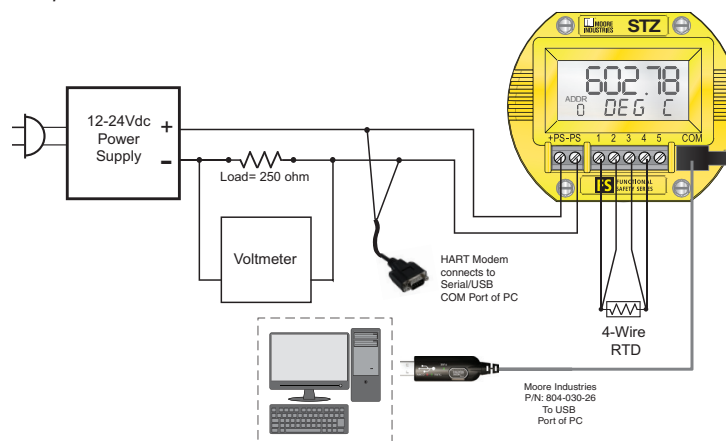 MOORE
INDUSTRIES
STZ
602.78
ADDR
0 DEG C
+PS -PS 1 2 3 4 5 COM
FS FUNCTIONAL
SAFETY SERIES
12-24Vdc
Power
Supply
+
-
Load= 250 ohm
Voltmeter
HART Modem
connects to
Serial/USB
COM Port of PC
4-Wire
RTD
Moore Industries
P/N: 804-030-26
To USB
Port of PC